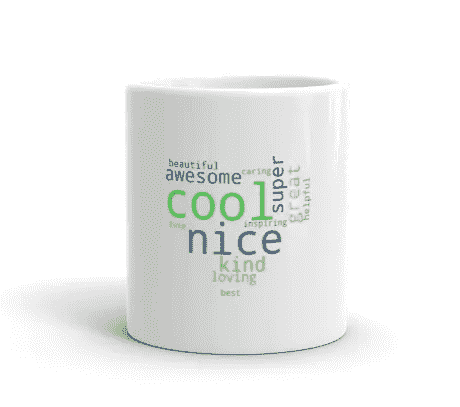 beautiful
awesome
caring
super
great
helpful
cool
inspiring
nice
kind
loving
best